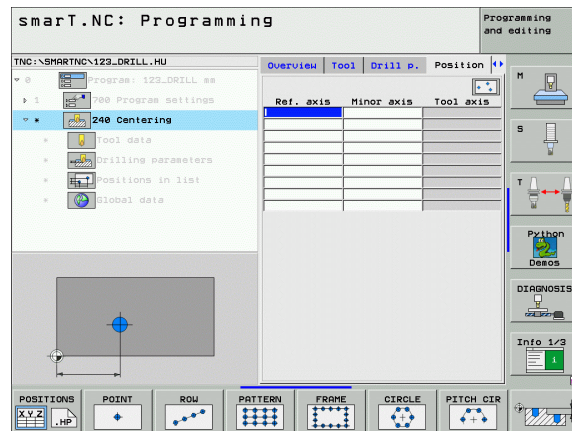 smarT.NC: Programming
Programming and editing
TNC:\SMARTNC\123_DRILL.HU
0 Program: 123_DRILL mm
1 700 Program settings
* 240 Centering
* Tool data
* Drilling parameters
* Positions in list
* Global data
Overview Tool Drill p. Position
Ref. axis Minor axis Tool axis
M
S
T
Python Demos
DIAGNOSIS
Info 1/3
1
POSITIONS POINT ROW PATTERN FRAME CIRCLE PITCH CIR
X,Y,Z .HP